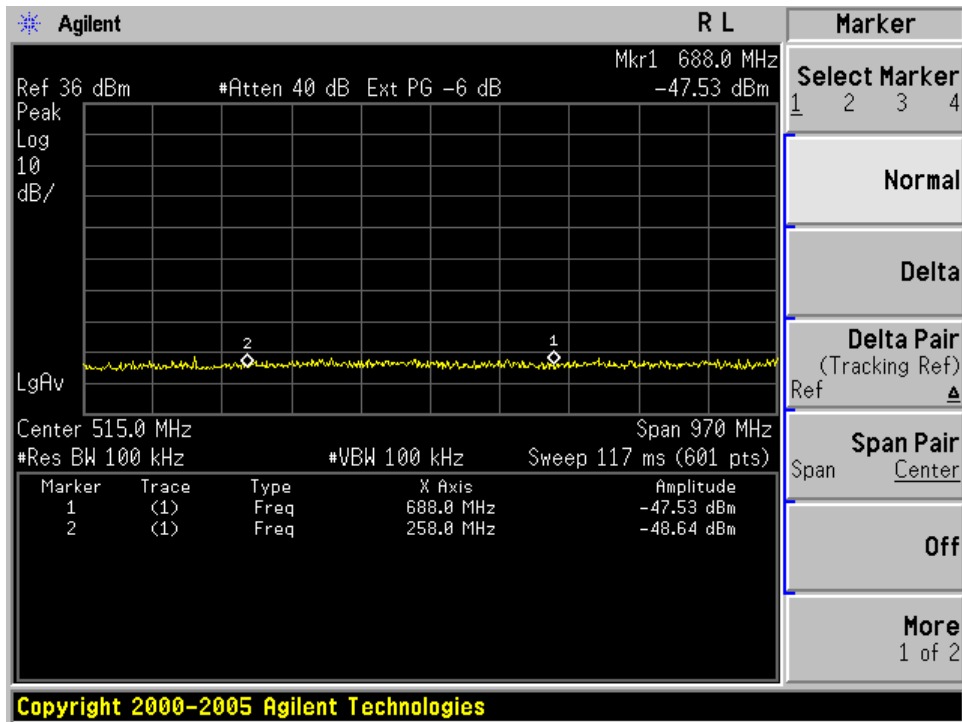 Agilent
R L
Marker
Mkr1 688.0 MHz
Ref 36 dBm #Atten 40 dB Ext PG -6 dB -47.53 dBm
Peak
Log
10
dB/
2
1
LgAv
Center 515.0 MHz Span 970 MHz
#Res BW 100 kHz #VBW 100 kHz Sweep 117 ms (601 pts)
Marker Trace Type X Axis Amplitude
1 (1) Freq 688.0 MHz -47.53 dBm
2 (1) Freq 258.0 MHz -48.64 dBm
Select Marker
1 2 3 4
Normal
Delta
Delta Pair
(Tracking Ref)
Ref Δ
Span Pair
Span Center
Off
More
1 of 2
Copyright 2000-2005 Agilent Technologies